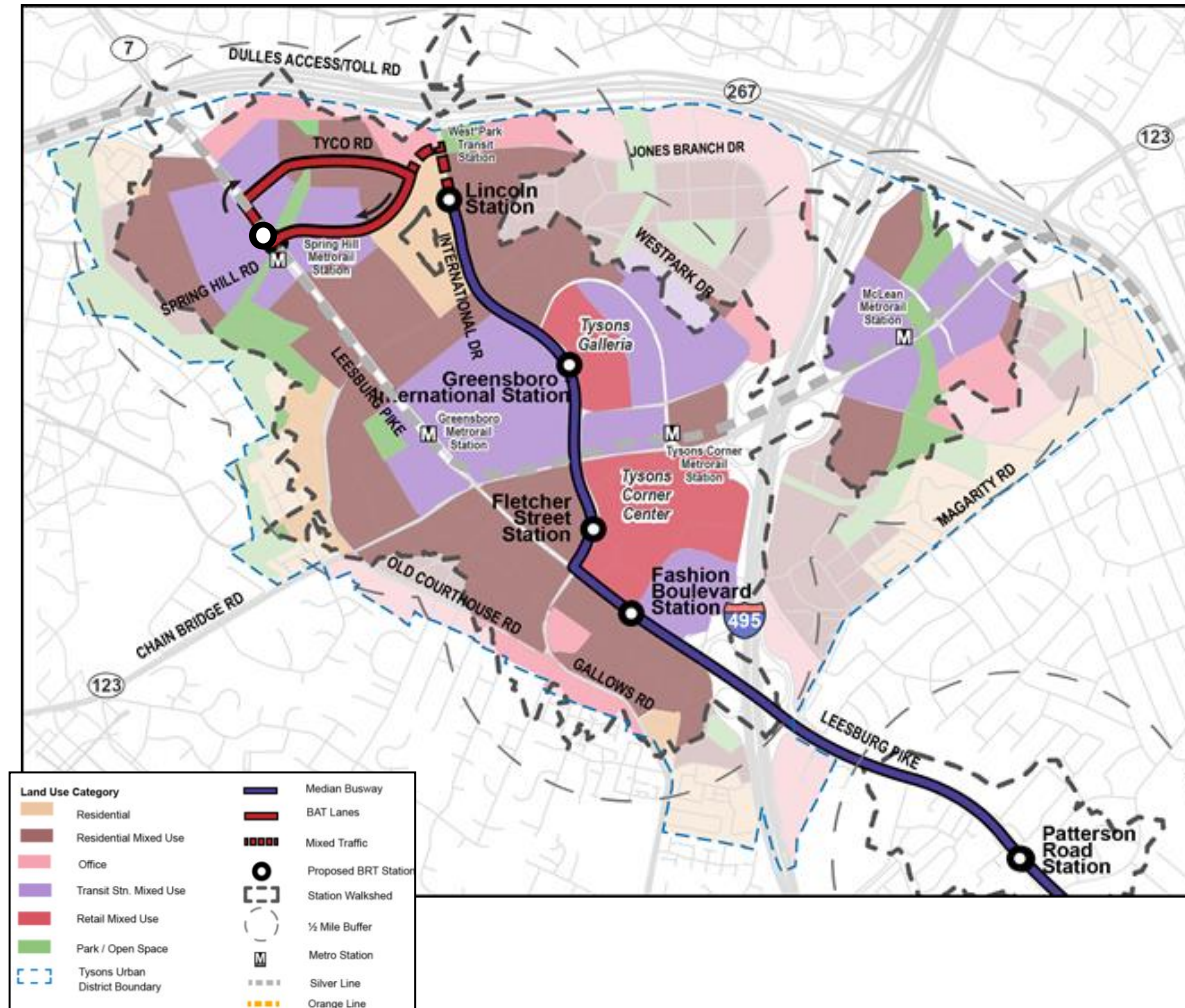 7
DULLES ACCESS/TOLL RD
267
123
TYCO RD
West*Park
Transit
Station
JONES BRANCH DR
Lincoln
Station
Spring Hill
Metrorail
Station
M
SPRING HILL RD
INTERNATIONAL DR
WESTPARK DR
McLean
Metrorail
Station
M
Tysons
Galleria
LEESBURG PIKE
Greensboro
International Station
Greensboro
Metrorail
Station
M
M
Tysons Corner
Metrorail
Station
Tysons
Corner
Center
MAGARITY RD
Fletcher
Street
Station
OLD COURTHOUSE RD
Fashion
Boulevard
Station
495
CHAIN BRIDGE RD
123
GALLOWS RD
LEESBURG PIKE
Patterson
Road
Station
Land Use Category
Residential
Residential Mixed Use
Office
Transit Stn. Mixed Use
Retail Mixed Use
Park / Open Space
Tysons Urban
District Boundary
Median Busway
BAT Lanes
Mixed Traffic
Proposed BRT Station
Station Walkshed
½ Mile Buffer
M
Metro Station
Silver Line
Orange Line